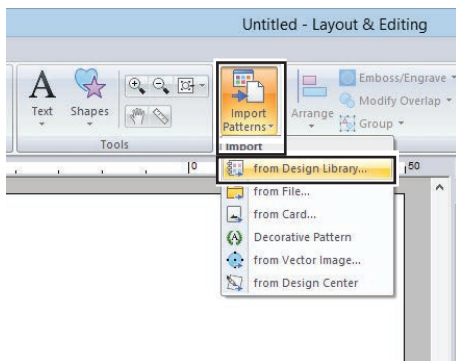 Untitled - Layout & Editing
Text
Shapes
Tools
Import
Patterns
Arrange
Emboss/Engrave
Modify Overlap
Group
Import
0
50
from Design Library...
from File...
from Card...
Decorative Pattern
from Vector Image...
from Design Center